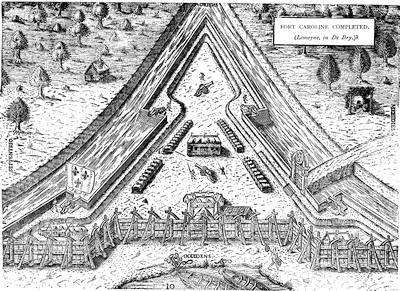 FORT CAROLINE COMPLETED.
(Lemoyne, in De Bry.)
OCCIDENS.
10